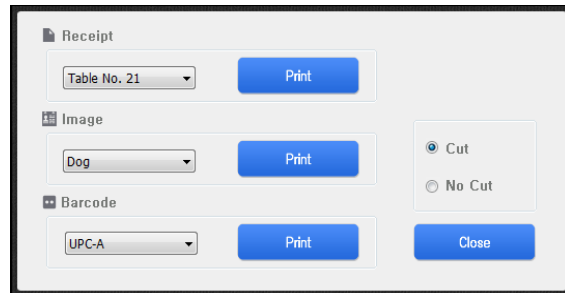 Receipt
Table No. 21
Print
Image
Dog
Print
Cut
No Cut
Barcode
UPC-A
Print
Close